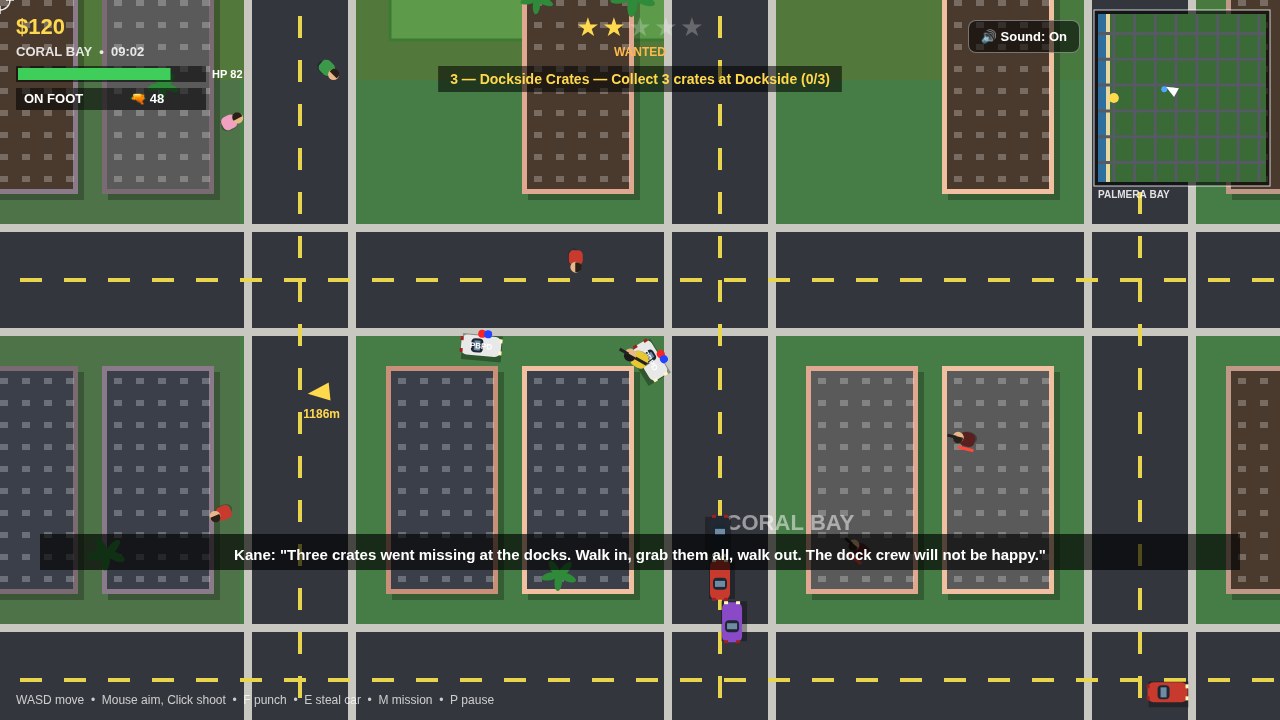 $120
CORAL BAY • 09:02
HP 82
ON FOOT 48
WANTED
3 — Dockside Crates — Collect 3 crates at Dockside (0/3)
Sound: On
PALMERA BAY
1186m
CORAL BAY
Kane: "Three crates went missing at the docks. Walk in, grab them all, walk out. The dock crew will not be happy."
WASD move • Mouse aim, Click shoot • F punch • E steal car • M mission • P pause